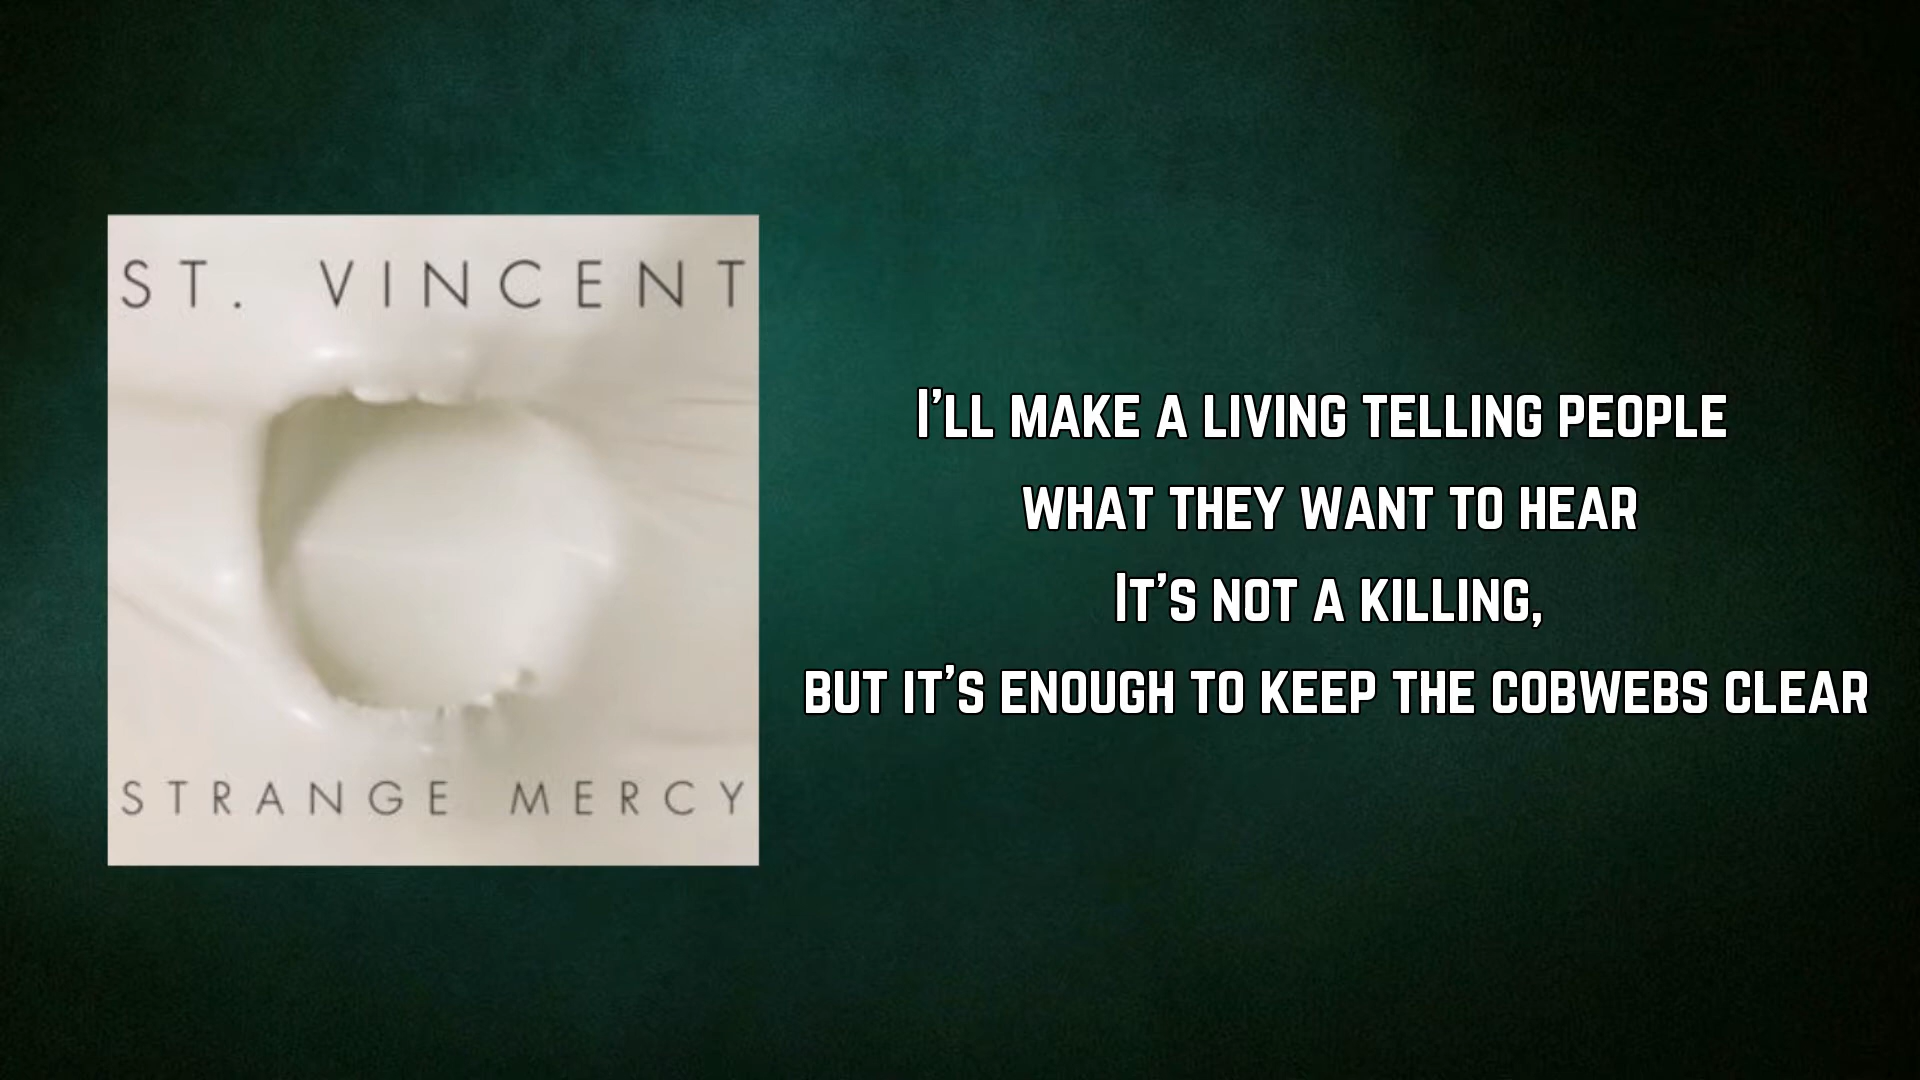 ST. VINCENT
STRANGE MERCY
I'll make a living telling people
what they want to hear
It's not a killing,
but it's enough to keep the cobwebs clear